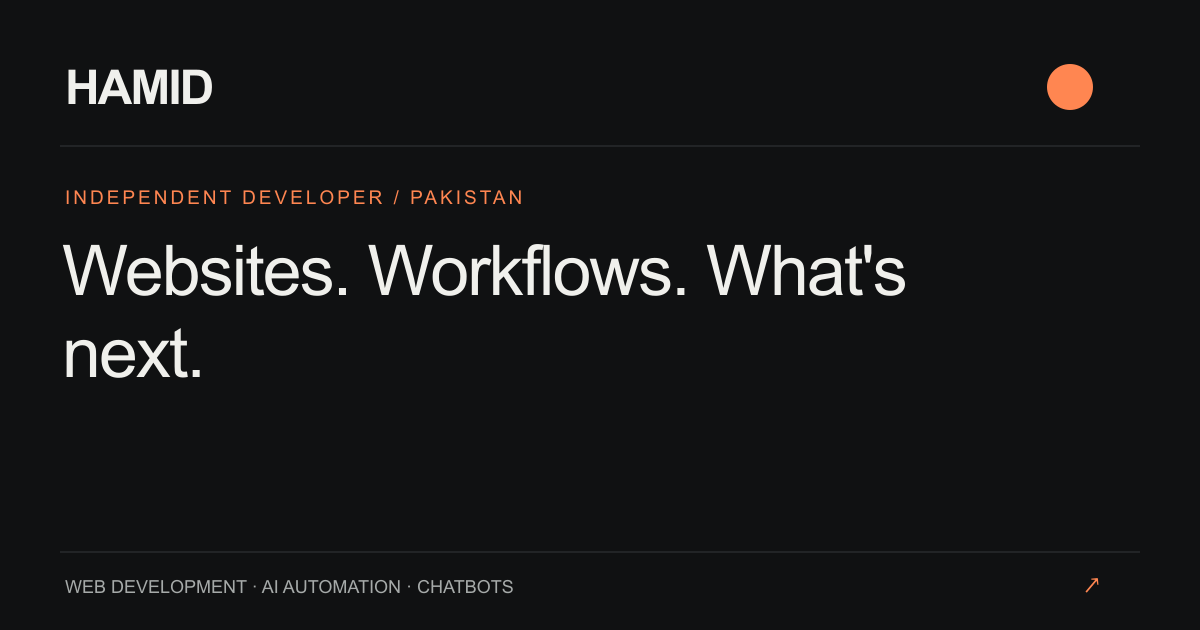 HAMID
INDEPENDENT DEVELOPER / PAKISTAN
Websites. Workflows. What's
next.
WEB DEVELOPMENT · AI AUTOMATION · CHATBOTS
↗